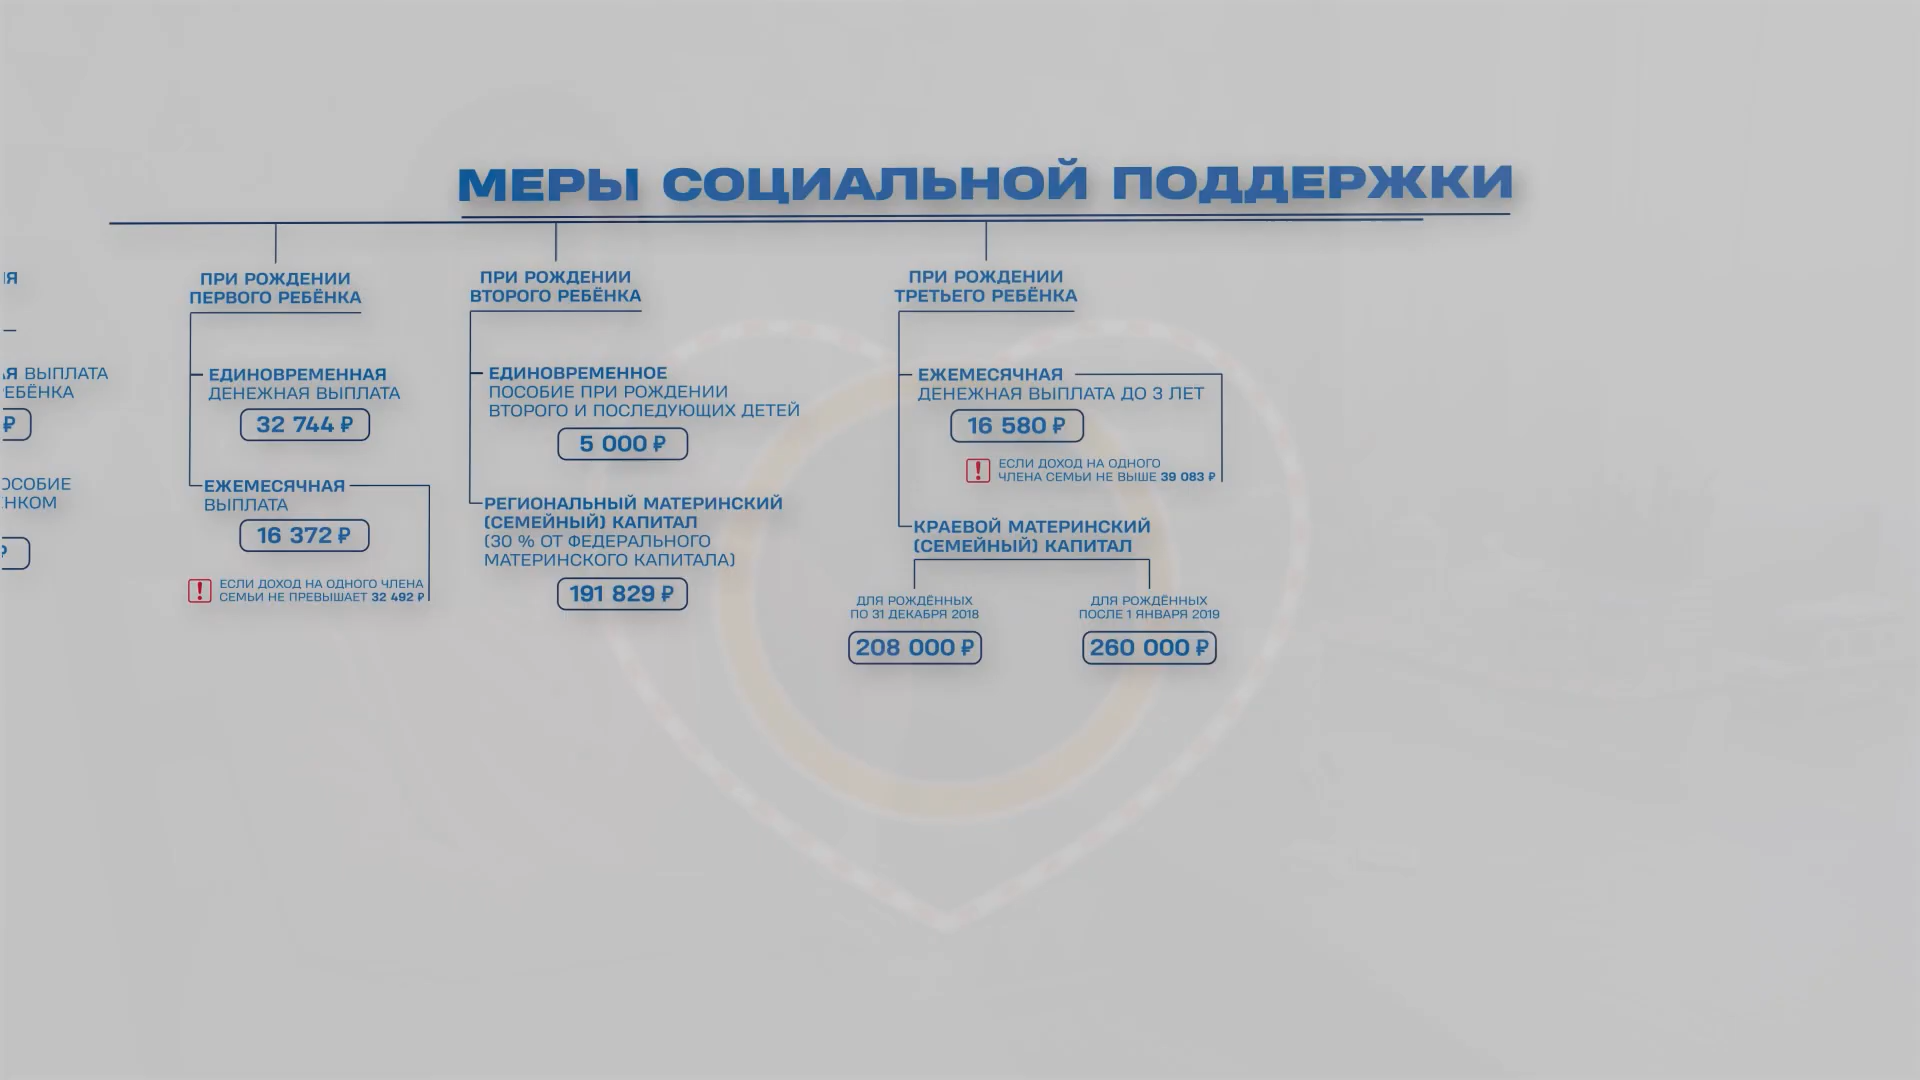 МЕРЫ СОЦИАЛЬНОЙ ПОДДЕРЖКИ
ВЫПЛАТА
₽
ПРИ РОЖДЕНИИ
ПЕРВОГО РЕБЁНКА
ЕДИНОВРЕМЕННАЯ
ДЕНЕЖНАЯ ВЫПЛАТА
32 744 ₽
ЕЖЕМЕСЯЧНАЯ
ВЫПЛАТА
16 372 ₽
ЕСЛИ ДОХОД НА ОДНОГО ЧЛЕНА
СЕМЬИ НЕ ПРЕВЫШАЕТ 32 492 ₽
ПРИ РОЖДЕНИИ
ВТОРОГО РЕБЁНКА
ЕДИНОВРЕМЕННОЕ
ПОСОБИЕ ПРИ РОЖДЕНИИ
ВТОРОГО И ПОСЛЕДУЮЩИХ ДЕТЕЙ
5 000 ₽
РЕГИОНАЛЬНЫЙ МАТЕРИНСКИЙ
(СЕМЕЙНЫЙ) КАПИТАЛ
(30 % ОТ ФЕДЕРАЛЬНОГО
МАТЕРИНСКОГО КАПИТАЛА)
191 829 ₽
ПРИ РОЖДЕНИИ
ТРЕТЬЕГО РЕБЁНКА
ЕЖЕМЕСЯЧНАЯ
ДЕНЕЖНАЯ ВЫПЛАТА ДО 3 ЛЕТ
16 580 ₽
! ЕСЛИ ДОХОД НА ОДНОГО
ЧЛЕНА СЕМЬИ НЕ ВЫШЕ 39 083 ₽
КРАЕВОЙ МАТЕРИНСКИЙ
(СЕМЕЙНЫЙ) КАПИТАЛ
ДЛЯ РОЖДЁННЫХ
ПО 31 ДЕКАБРЯ 2018
208 000 ₽
ДЛЯ РОЖДЁННЫХ
ПОСЛЕ 1 ЯНВАРЯ 2019
260 000 ₽